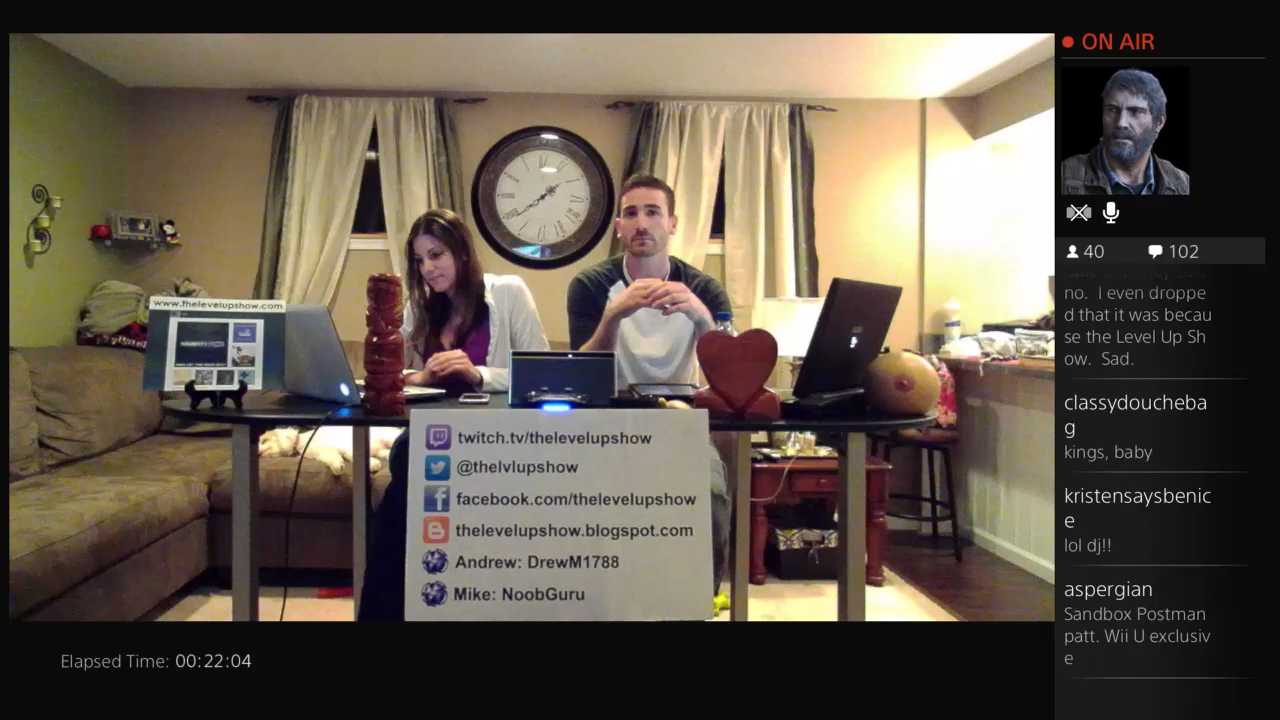 ON AIR
40 102
no. I even droppe
d that it was becau
se the Level Up Sh
ow. Sad.
classydoucheba
g
kings, baby
kristensaysbenic
e
lol dj!!
aspergian
Sandbox Postman
patt. Wii U exclusiv
e
www.thelevelupshow.com
twitch.tv/thelevelupshow
@thelvlupshow
facebook.com/thelevelupshow
thelevelupshow.blogspot.com
Andrew: DrewM1788
Mike: NoobGuru
Elapsed Time: 00:22:04